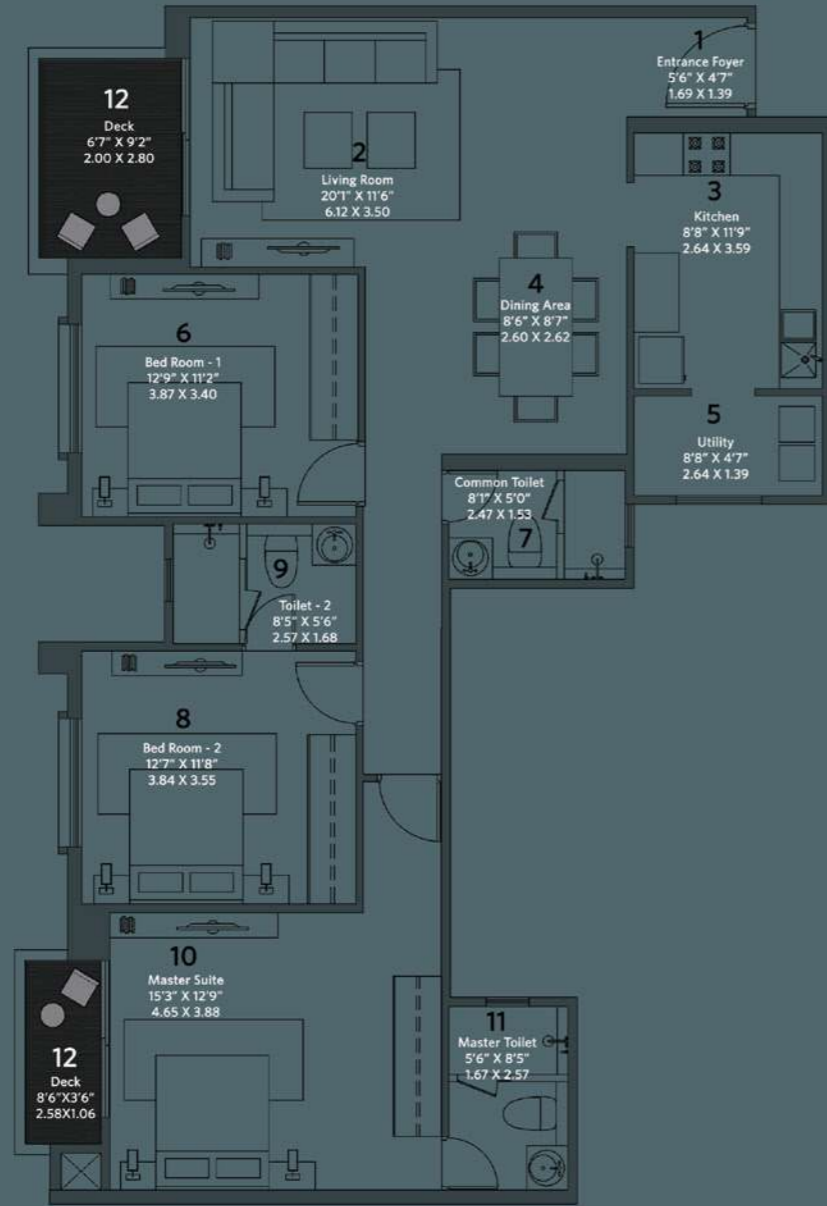 1
Entrance Foyer
5'6" X 4'7"
1.69 X 1.39
12
Deck
6'7" X 9'2"
2.00 X 2.80
2
Living Room
20'1" X 11'6"
6.12 X 3.50
3
Kitchen
8'8" X 11'9"
2.64 X 3.59
4
Dining Area
8'6" X 8'7"
2.60 X 2.62
6
Bed Room - 1
12'9" X 11'2"
3.87 X 3.40
5
Utility
8'8" X 4'7"
2.64 X 1.39
Common Toilet
8'1" X 5'0"
2.47 X 1.53
7
9
Toilet - 2
8'5" X 5'6"
2.57 X 1.68
8
Bed Room - 2
12'7" X 11'8"
3.84 X 3.55
10
Master Suite
15'3" X 12'9"
4.65 X 3.88
11
Master Toilet
5'6" X 8'5"
1.67 X 2.57
12
Deck
8'6"X3'6"
2.58X1.06